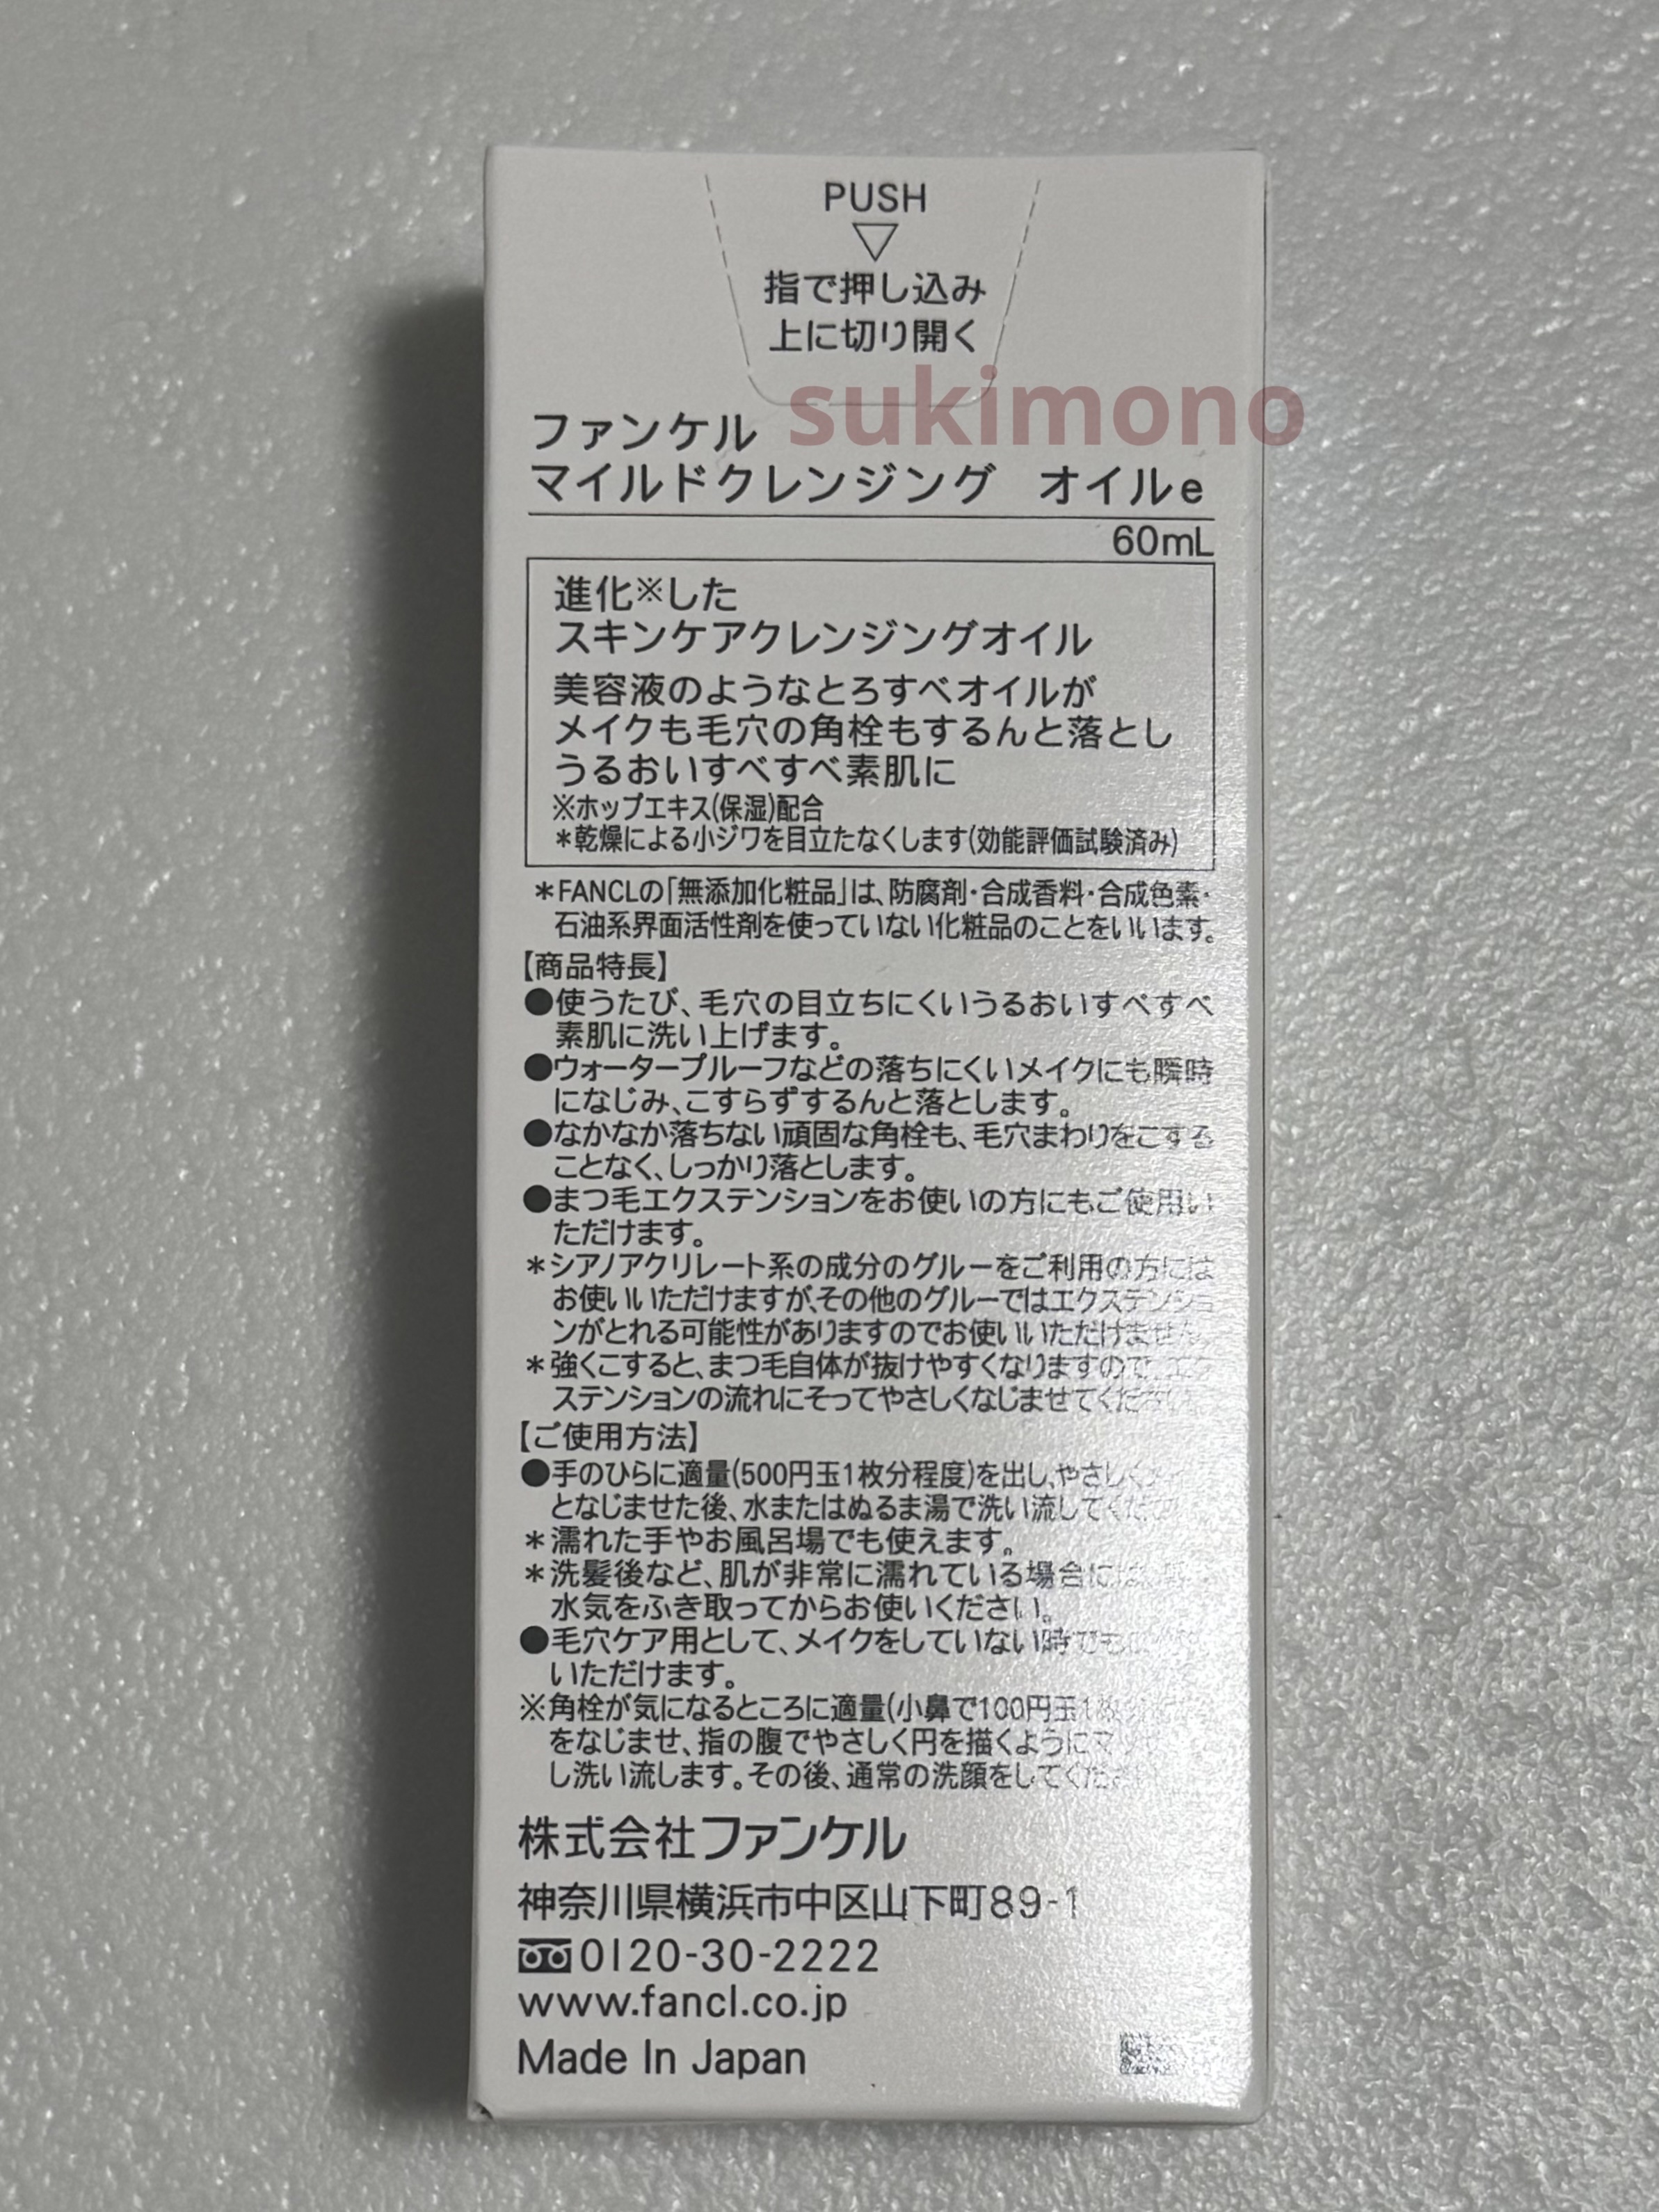 PUSH
指で押し込み
上に切り開く
sukimono
ファンケル
マイルドクレンジング オイルe
60mL
進化※した
スキンケアクレンジングオイル
美容液のようなとろすべオイルが
メイクも毛穴の角栓もするんと落とし
うるおいすべすべ素肌に
※ホップエキス(保湿)配合
*乾燥による小ジワを目立たなくします(効能評価試験済み)
*FANCLの「無添加化粧品」は、防腐剤・合成香料・合成色素・
石油系界面活性剤を使っていない化粧品のことをいいます。
【商品特長】
●使うたび、毛穴の目立ちにくいうるおいすべすべ
素肌に洗い上げます。
●ウォータープルーフなどの落ちにくいメイクにも瞬時
になじみ、こすらずするんと落とします。
●なかなか落ちない頑固な角栓も、毛穴まわりをこする
ことなく、しっかり落とします。
●まつ毛エクステンションをお使いの方にもご使用い
ただけます。
*シアノアクリレート系の成分のグルーをご利用の方には
お使いいただけますが、その他のグルーではエクステンショ
ンがとれる可能性がありますのでお使いいただけません。
*強くこすると、まつ毛自体が抜けやすくなりますので、エク
ステンションの流れにそってやさしくなじませてくだ
【ご使用方法】
●手のひらに適量(500円玉1枚分程度)を出し、やさしく
となじませた後、水またはぬるま湯で洗い流してくだ
*濡れた手やお風呂場でも使えます。
*洗髪後など、肌が非常に濡れている場合には、
水気をふき取ってからお使いください。
●毛穴ケア用として、メイクをしていない時でも
いただけます。
※角栓が気になるところに適量(小鼻で100円玉1
をなじませ、指の腹でやさしく円を描くように
し洗い流します。その後、通常の洗顔をしてくだ
株式会社ファンケル
神奈川県横浜市中区山下町89-1
0120-30-2222
www.fancl.co.jp
Made In Japan